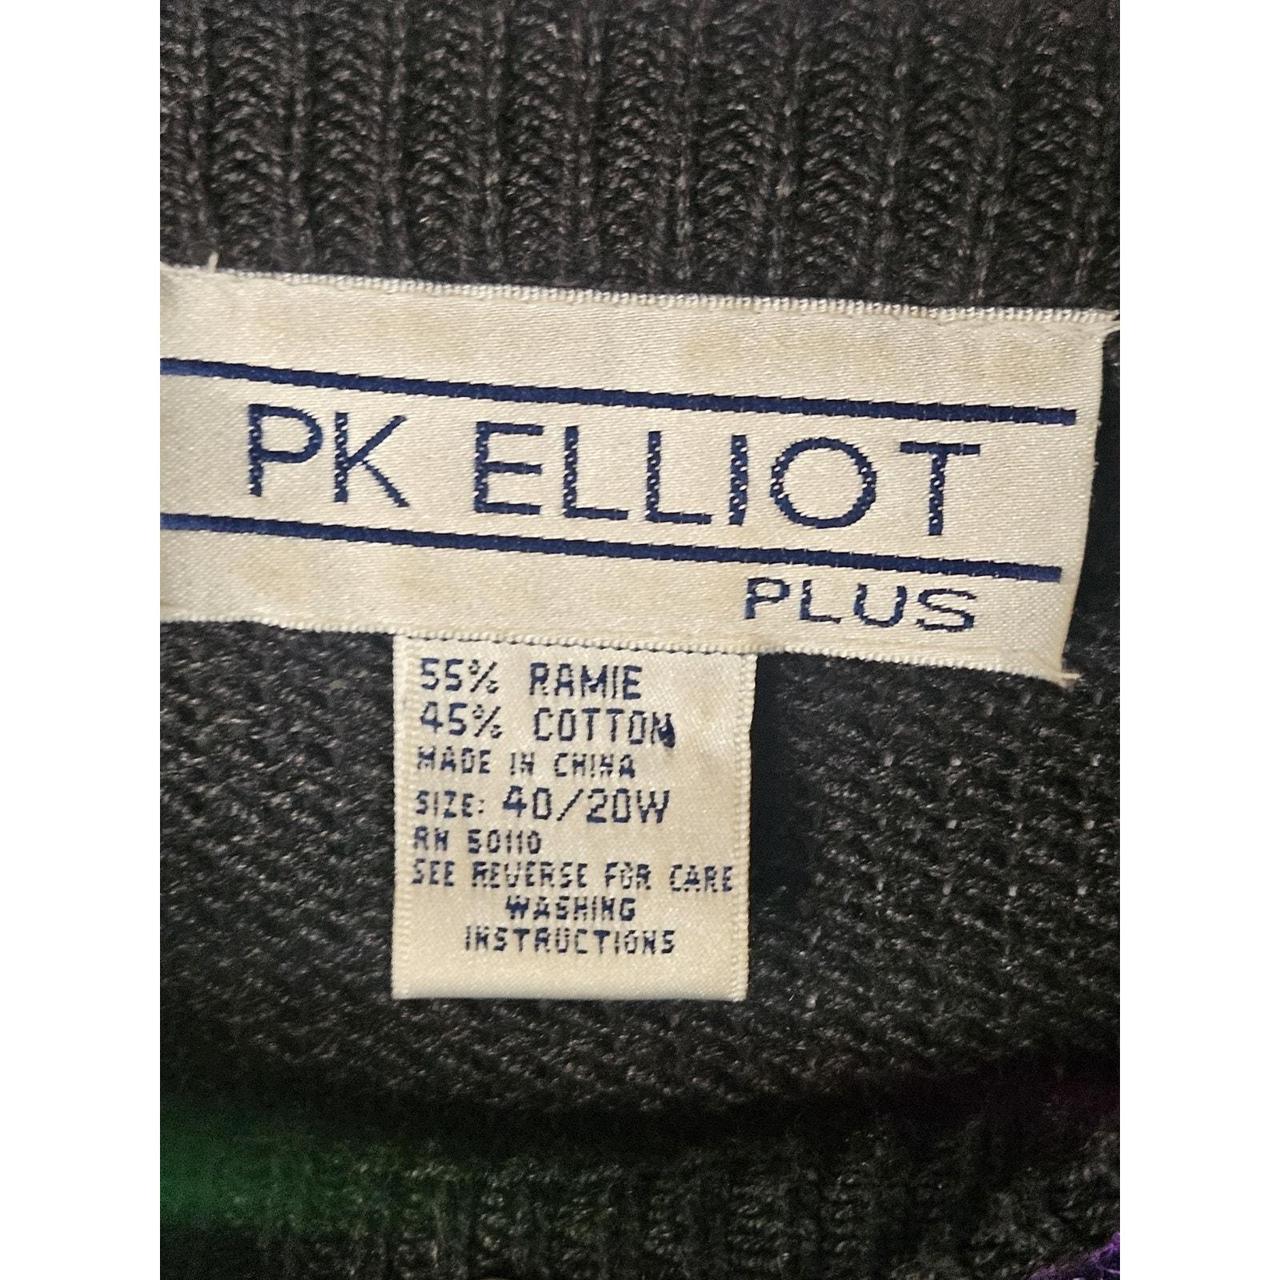 PK ELLIOT
PLUS
55% RAMIE
45% COTTON
MADE IN CHINA
SIZE: 40/20W
RN 50110
SEE REVERSE FOR CARE
WASHING
INSTRUCTIONS